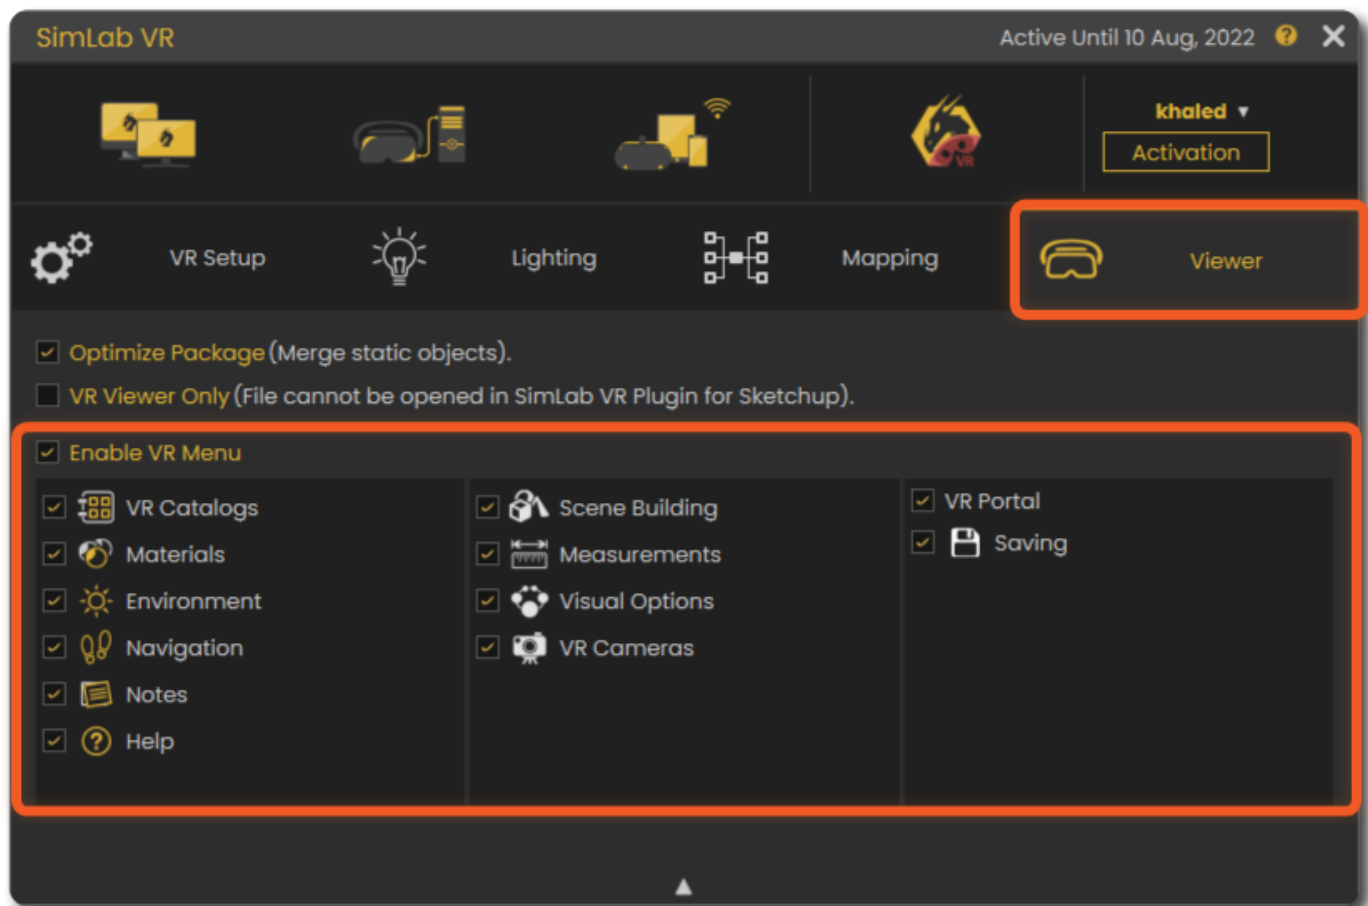 SimLab VR
Active Until 10 Aug, 2022 ?
khaled
Activation
VR
VR Setup
Lighting
Mapping
Viewer
Optimize Package (Merge static objects).
VR Viewer Only (File cannot be opened in SimLab VR Plugin for Sketchup).
Enable VR Menu
VR Catalogs
Materials
Environment
Navigation
Notes
? Help
Scene Building
Measurements
Visual Options
VR Cameras
VR Portal
Saving